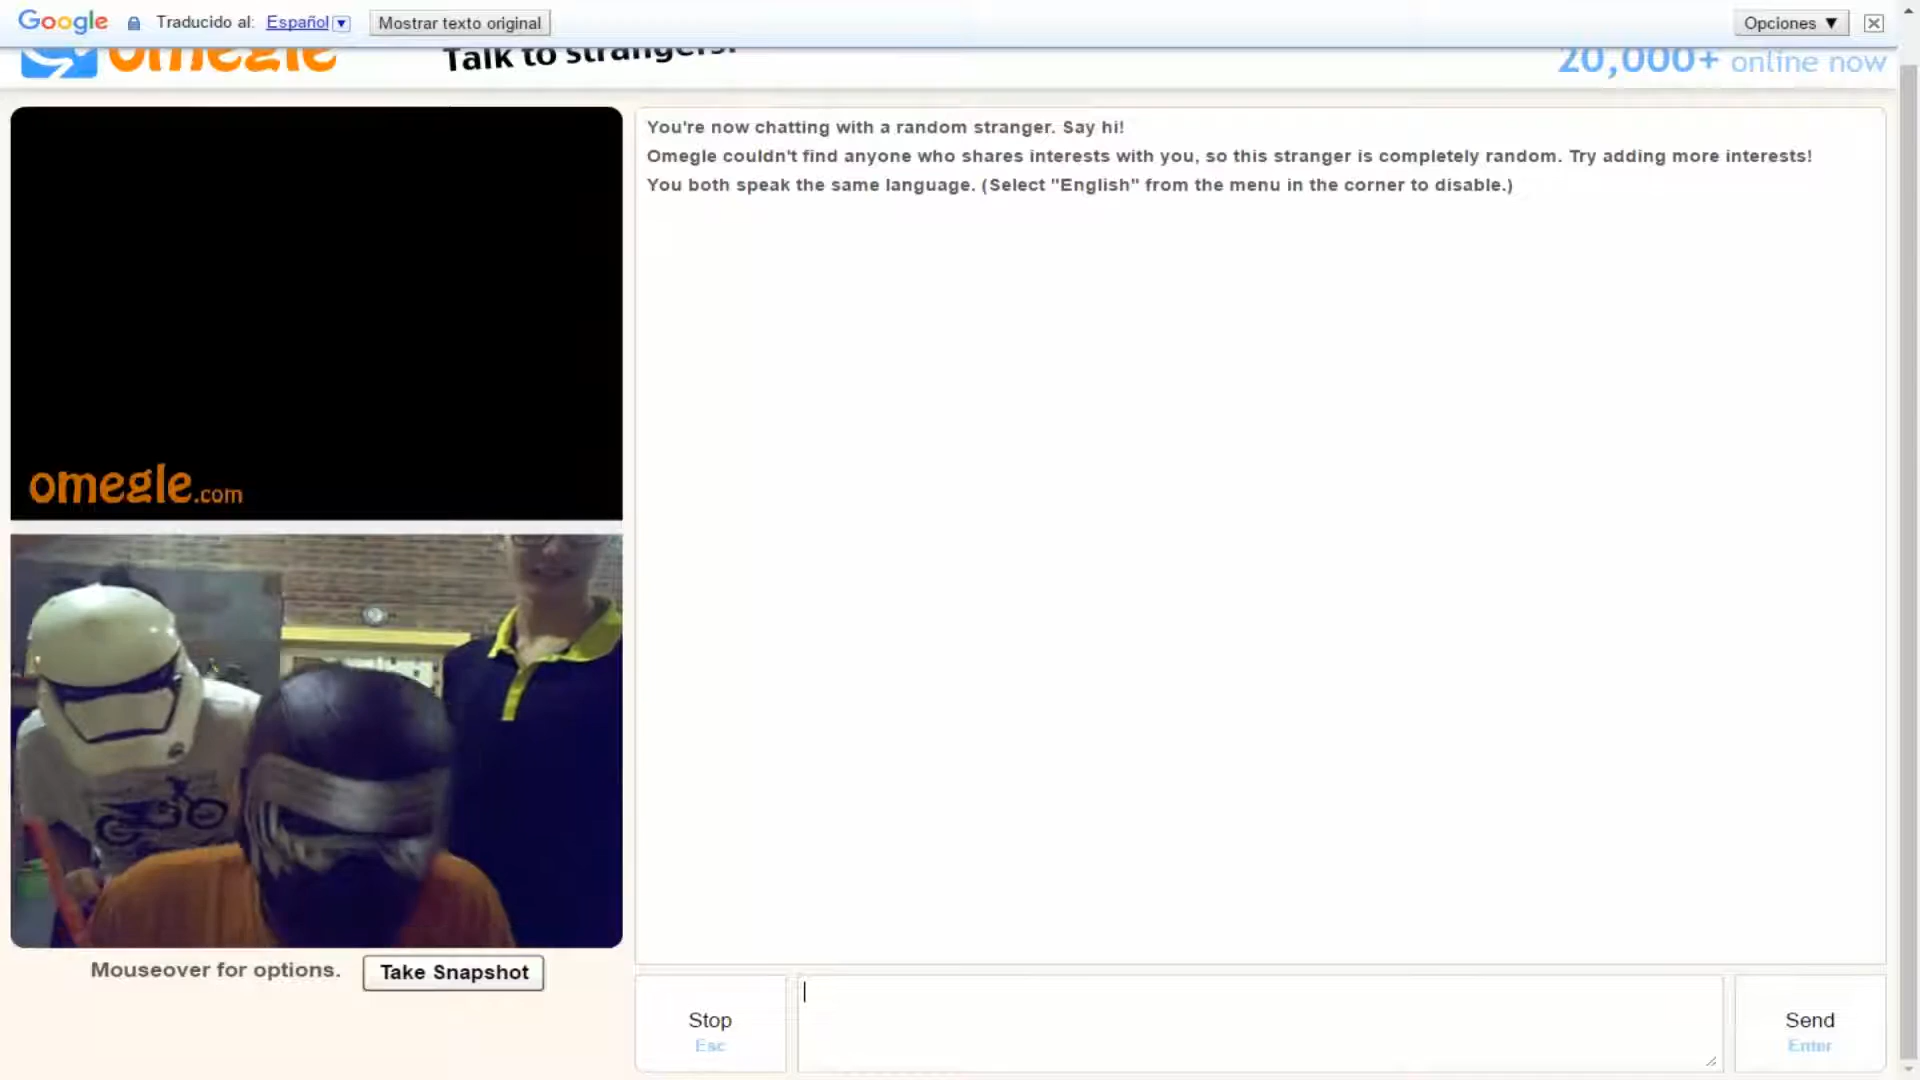 Google Traducido al: Español Mostrar texto original Opciones ▼
omegle Talk to strangers! 20,000+ online now
You're now chatting with a random stranger. Say hi!
Omegle couldn't find anyone who shares interests with you, so this stranger is completely random. Try adding more interests!
You both speak the same language. (Select "English" from the menu in the corner to disable.)
omegle.com
Mouseover for options. Take Snapshot
Stop
Esc
Send
Enter